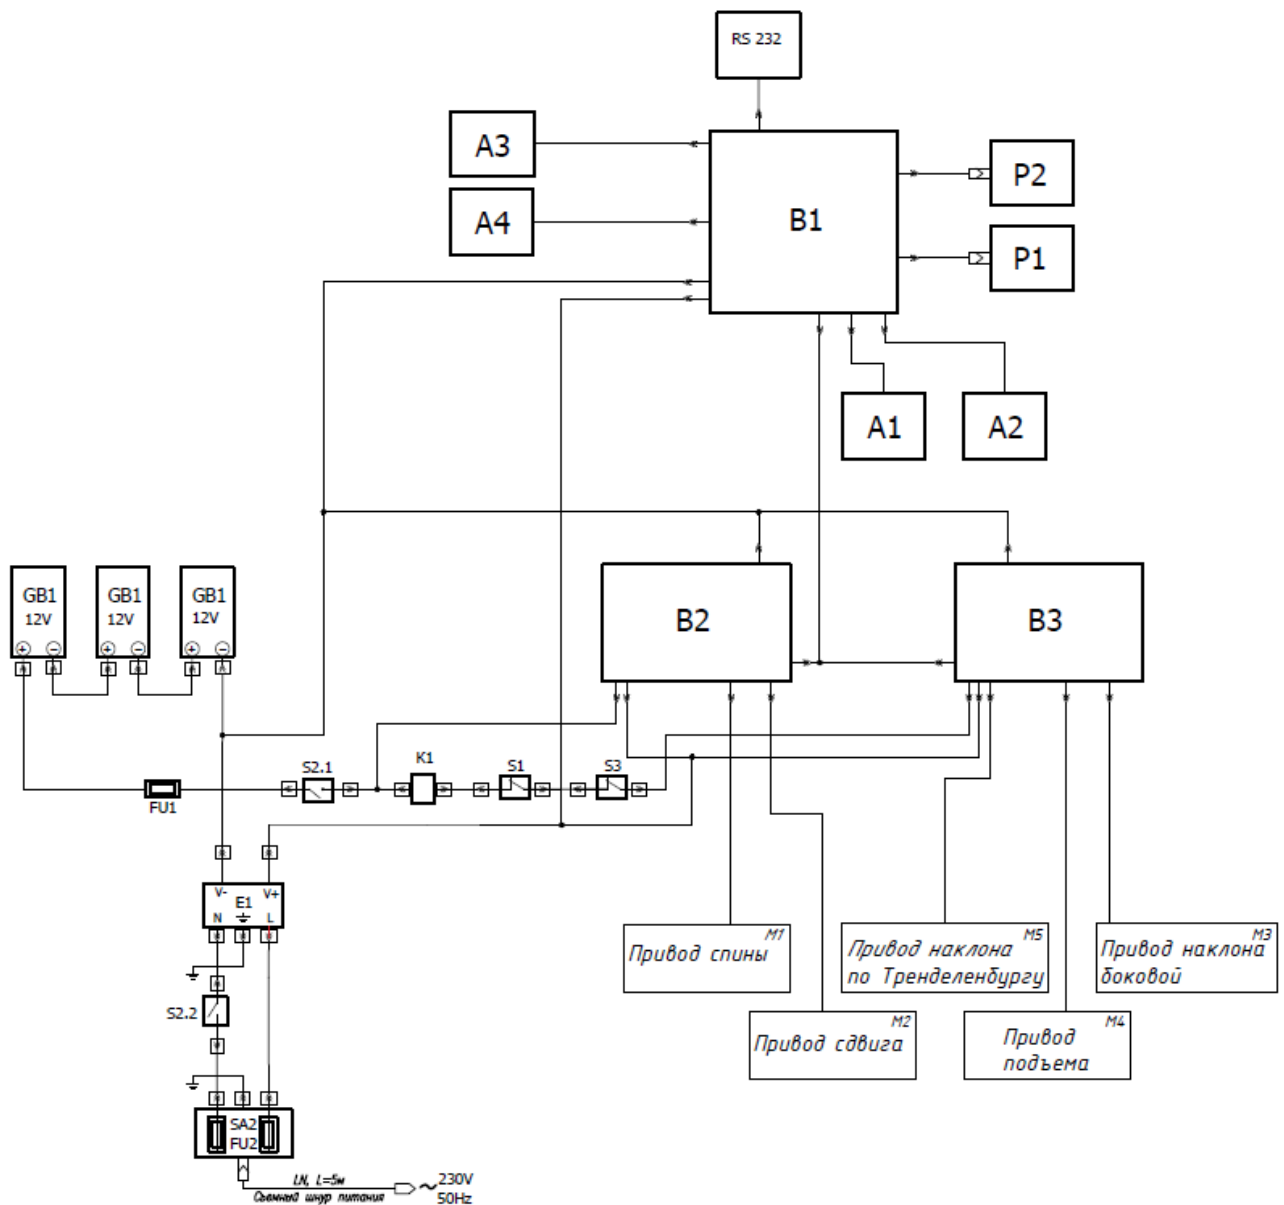 RS 232
A3
A4
B1
P2
P1
A1
A2
GB1
12V
+
−
GB1
12V
+
−
GB1
12V
+
−
B2
B3
FU1
S2.1
K1
S1
S3
V-
V+
E1
N
L
S2.2
M1
Привод спины
M5
Привод наклона
по Тренделенбургу
M3
Привод наклона
боковой
M2
Привод сдвига
M4
Привод
подъема
SA2
FU2
LN, L=5м
Съемный шнур питания
~ 230V
50Hz